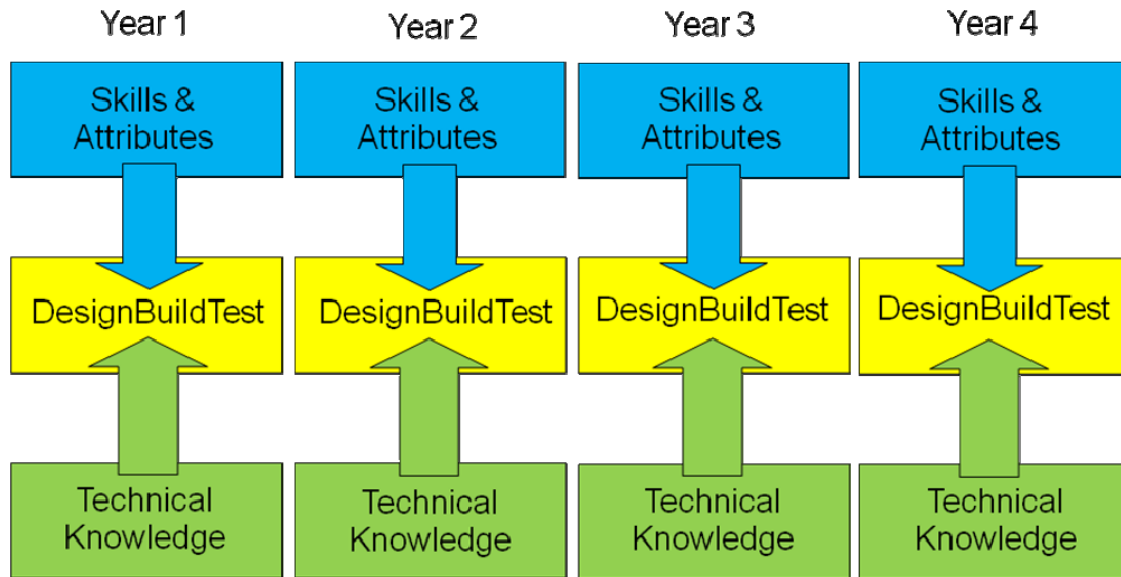 Year 1
Year 2
Year 3
Year 4
Skills &
Attributes
Skills &
Attributes
Skills &
Attributes
Skills &
Attributes
DesignBuildTest
DesignBuildTest
DesignBuildTest
DesignBuildTest
Technical
Knowledge
Technical
Knowledge
Technical
Knowledge
Technical
Knowledge